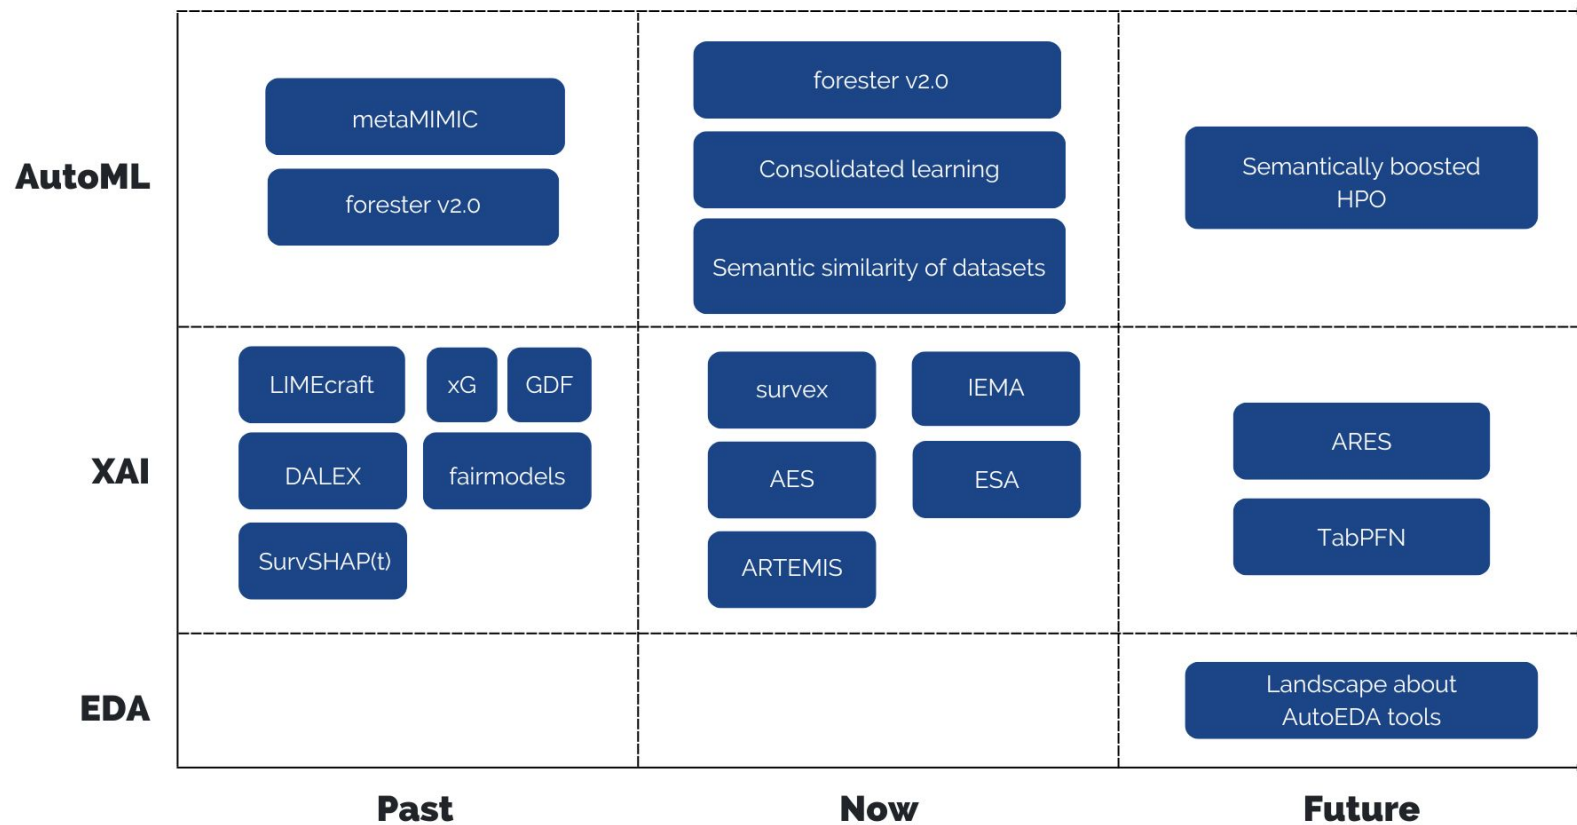 AutoML
metaMIMIC
forester v2.0
forester v2.0
Consolidated learning
Semantic similarity of datasets
Semantically boosted
HPO
XAI
LIMEcraft
xG
GDF
DALEX
fairmodels
SurvSHAP(t)
survex
IEMA
AES
ESA
ARTEMIS
ARES
TabPFN
EDA
Landscape about
AutoEDA tools
Past
Now
Future